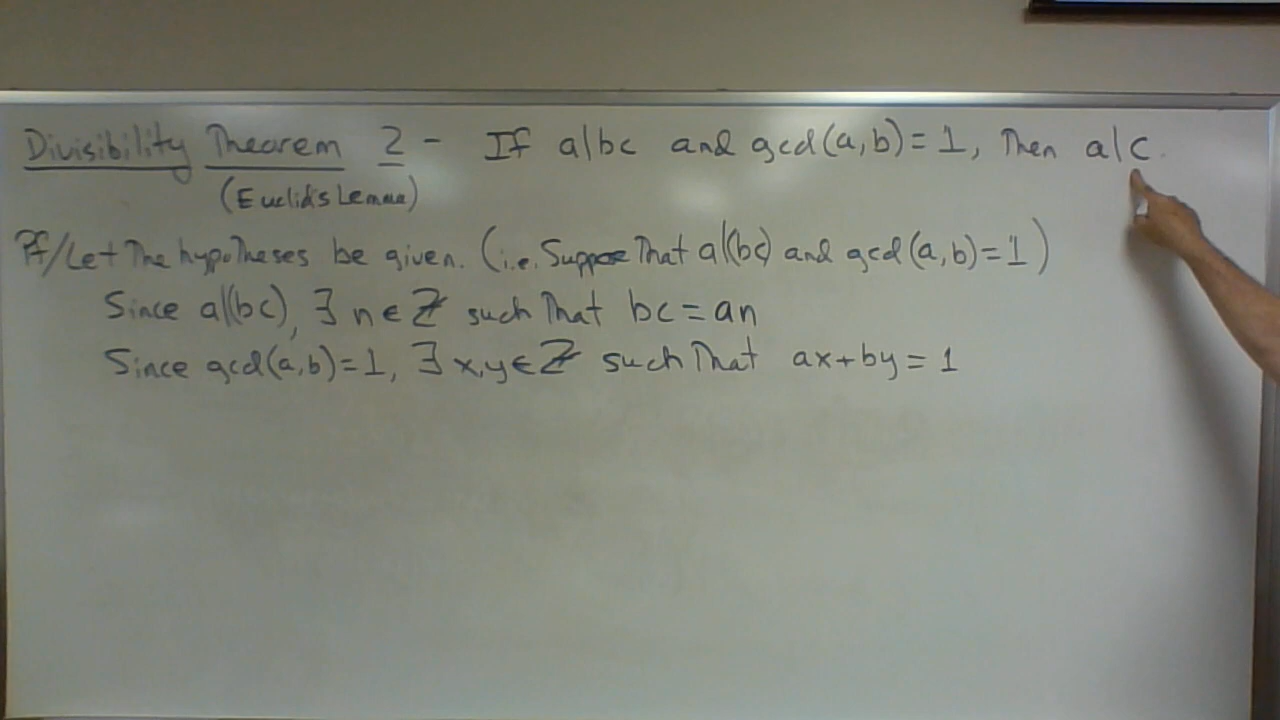 Divisibility Theorem 2 - If a|bc and gcd(a,b)=1, Then a|c.
(Euclid's Lemma)
Pf/Let The hypotheses be given. (i.e. Suppose That a|(bc) and gcd(a,b)=1)
Since a|(bc), ∃ n∈ℤ such That bc=an
Since gcd(a,b)=1, ∃ x,y∈ℤ such That ax+by=1